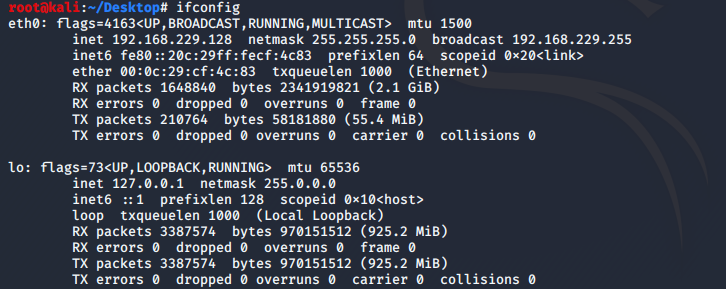 root@kali:~/Desktop# ifconfig
eth0: flags=4163<UP,BROADCAST,RUNNING,MULTICAST>  mtu 1500
        inet 192.168.229.128  netmask 255.255.255.0  broadcast 192.168.229.255
        inet6 fe80::20c:29ff:fecf:4c83  prefixlen 64  scopeid 0×20<link>
        ether 00:0c:29:cf:4c:83  txqueuelen 1000  (Ethernet)
        RX packets 1648840  bytes 2341919821 (2.1 GiB)
        RX errors 0  dropped 0  overruns 0  frame 0
        TX packets 210764  bytes 58181880 (55.4 MiB)
        TX errors 0  dropped 0 overruns 0  carrier 0  collisions 0

lo: flags=73<UP,LOOPBACK,RUNNING>  mtu 65536
        inet 127.0.0.1  netmask 255.0.0.0
        inet6 ::1  prefixlen 128  scopeid 0×10<host>
        loop  txqueuelen 1000  (Local Loopback)
        RX packets 3387574  bytes 970151512 (925.2 MiB)
        RX errors 0  dropped 0  overruns 0  frame 0
        TX packets 3387574  bytes 970151512 (925.2 MiB)
        TX errors 0  dropped 0 overruns 0  carrier 0  collisions 0